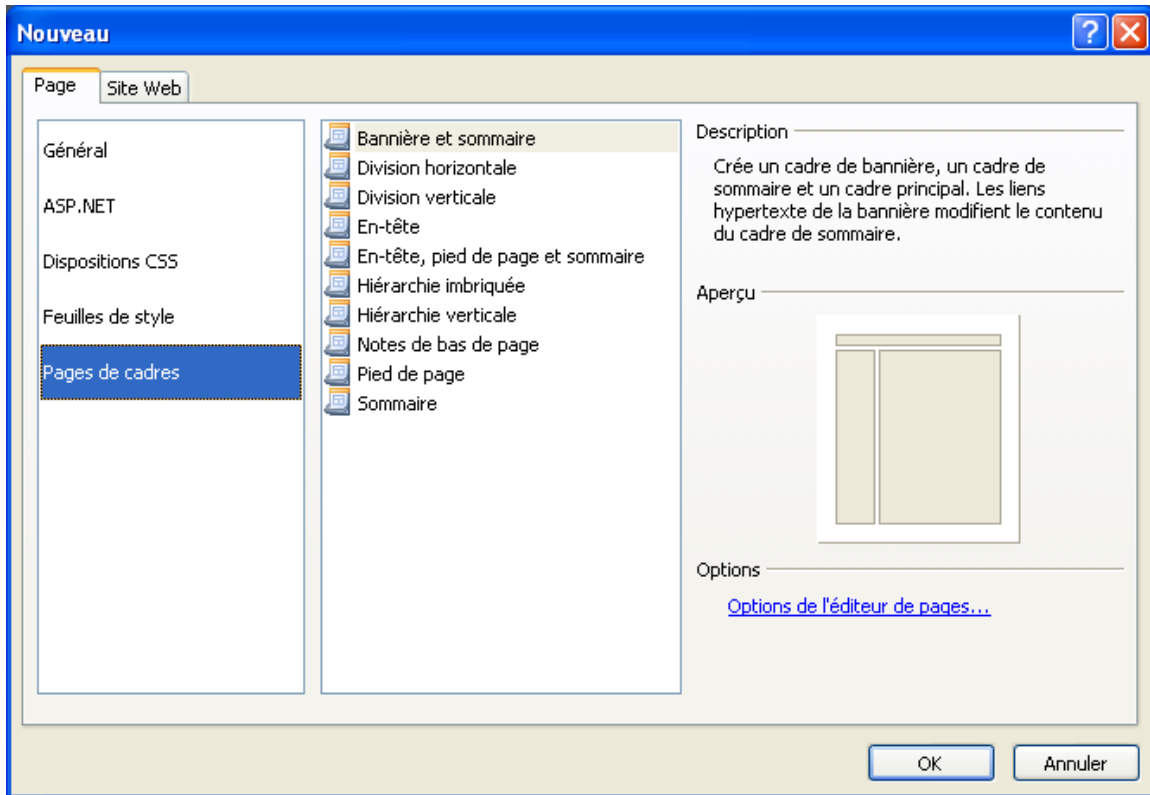 Nouveau
Page
Site Web
Général
ASP.NET
Dispositions CSS
Feuilles de style
Pages de cadres
Bannière et sommaire
Division horizontale
Division verticale
En-tête
En-tête, pied de page et sommaire
Hiérarchie imbriquée
Hiérarchie verticale
Notes de bas de page
Pied de page
Sommaire
Description
Crée un cadre de bannière, un cadre de
sommaire et un cadre principal. Les liens
hypertexte de la bannière modifient le contenu
du cadre de sommaire.
Aperçu
Options
Options de l'éditeur de pages...
OK
Annuler